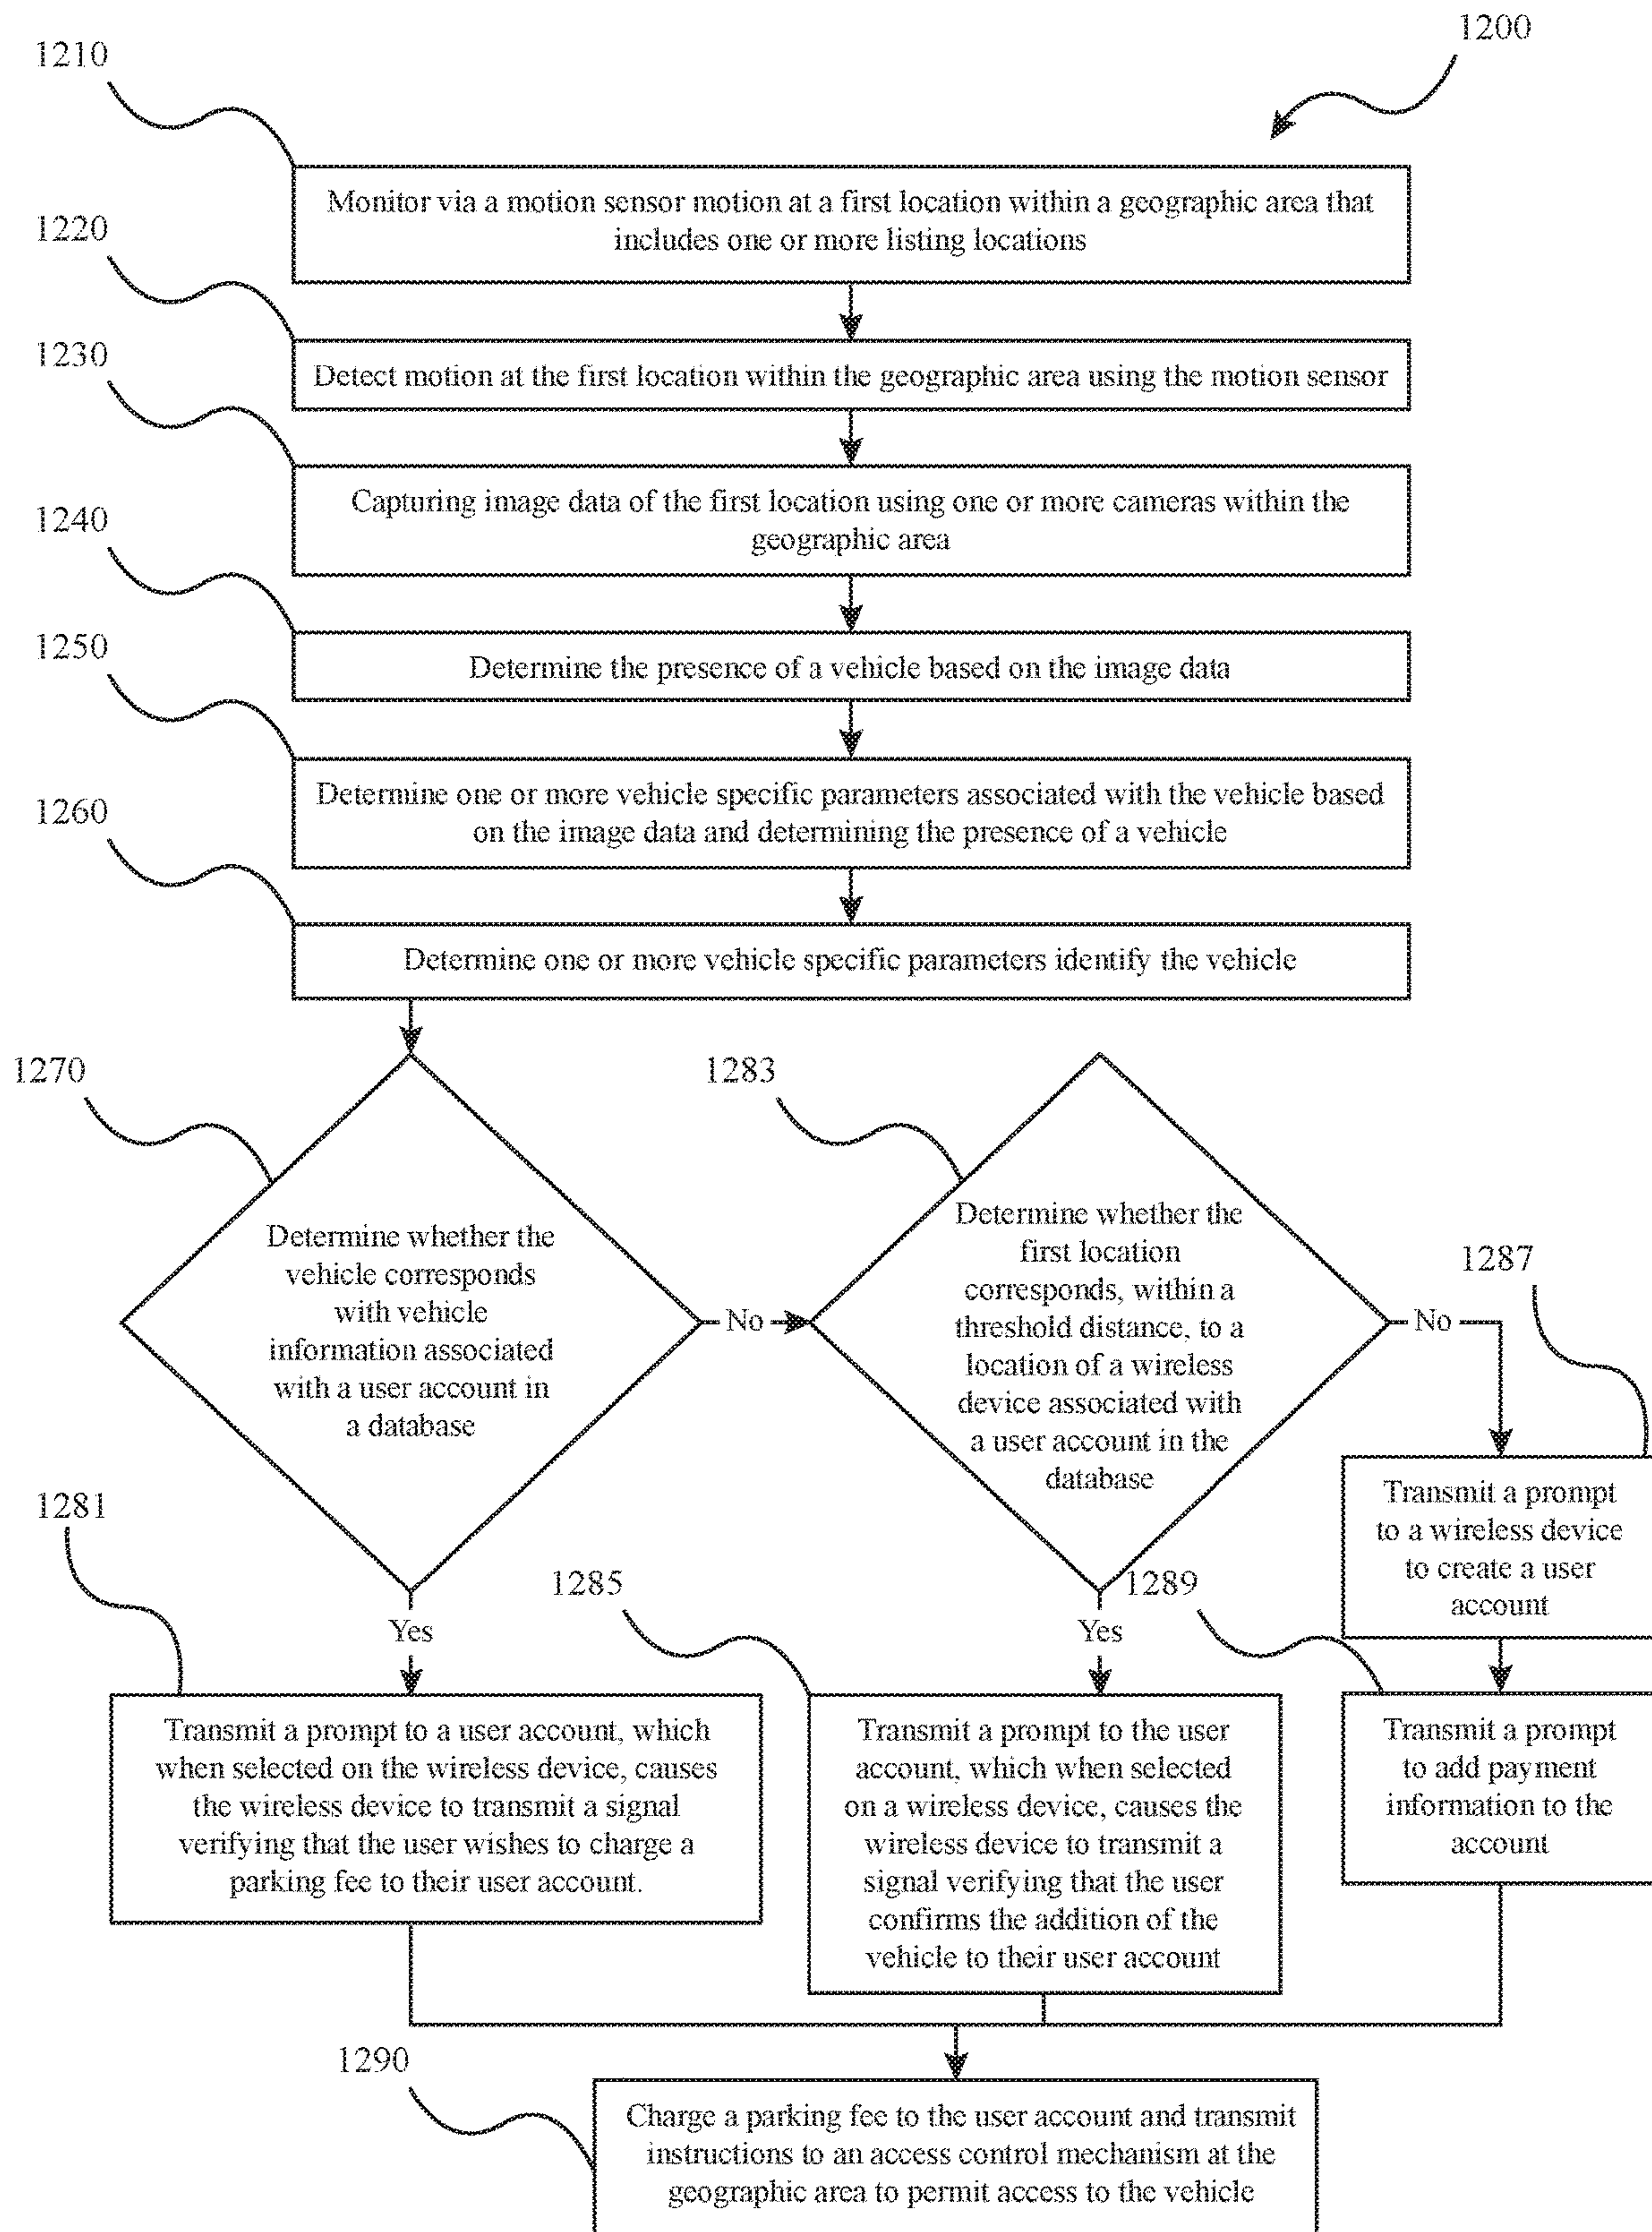 1200
1210
Monitor via a motion sensor motion at a first location within a geographic area that
includes one or more listing locations
1220
Detect motion at the first location within the geographic area using the motion sensor
1230
Capturing image data of the first location using one or more cameras within the
geographic area
1240
Determine the presence of a vehicle based on the image data
1250
Determine one or more vehicle specific parameters associated with the vehicle based
on the image data and determining the presence of a vehicle
1260
Determine one or more vehicle specific parameters identify the vehicle
1270
Determine whether the
vehicle corresponds
with vehicle
information associated
with a user account in
a database
No
Yes
1283
Determine whether the
first location
corresponds, within a
threshold distance, to a
location of a wireless
device associated with
a user account in the
database
No
Yes
1287
Transmit a prompt
to a wireless device
to create a user
account
1281
Transmit a prompt to a user account, which
when selected on the wireless device, causes
the wireless device to transmit a signal
verifying that the user wishes to charge a
parking fee to their user account.
1285
Transmit a prompt to the user
account, which when selected
on a wireless device, causes the
wireless device to transmit a
signal verifying that the user
confirms the addition of the
vehicle to their user account
1289
Transmit a prompt
to add payment
information to the
account
1290
Charge a parking fee to the user account and transmit
instructions to an access control mechanism at the
geographic area to permit access to the vehicle